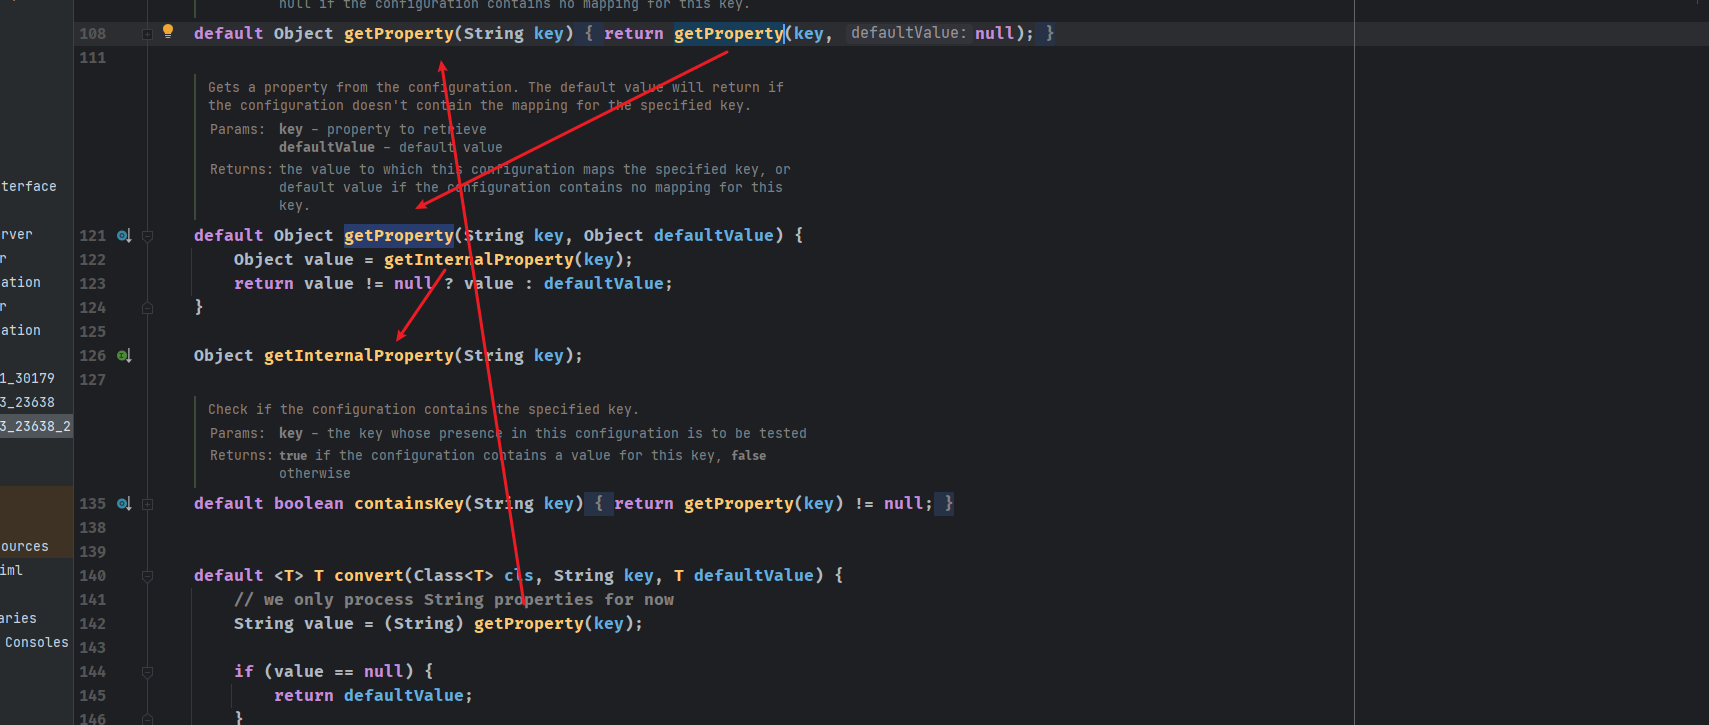 null if the configuration contains no mapping for this key.
108 default Object getProperty(String key) { return getProperty(key, defaultValue: null); }
111
Gets a property from the configuration. The default value will return if
the configuration doesn't contain the mapping for the specified key.
Params: key – property to retrieve
defaultValue – default value
Returns: the value to which this configuration maps the specified key, or
default value if the configuration contains no mapping for this
key.
121 default Object getProperty(String key, Object defaultValue) {
122 Object value = getInternalProperty(key);
123 return value != null ? value : defaultValue;
124 }
125
126 Object getInternalProperty(String key);
127
Check if the configuration contains the specified key.
Params: key – the key whose presence in this configuration is to be tested
Returns: true if the configuration contains a value for this key, false
otherwise
135 default boolean containsKey(String key) { return getProperty(key) != null; }
138
139
140 default <T> T convert(Class<T> cls, String key, T defaultValue) {
141 // we only process String properties for now
142 String value = (String) getProperty(key);
143
144 if (value == null) {
145 return defaultValue;
146 }
terface
rver
r
ation
r
ation
1_30179
3_23638
3_23638_2
ources
iml
aries
Consoles